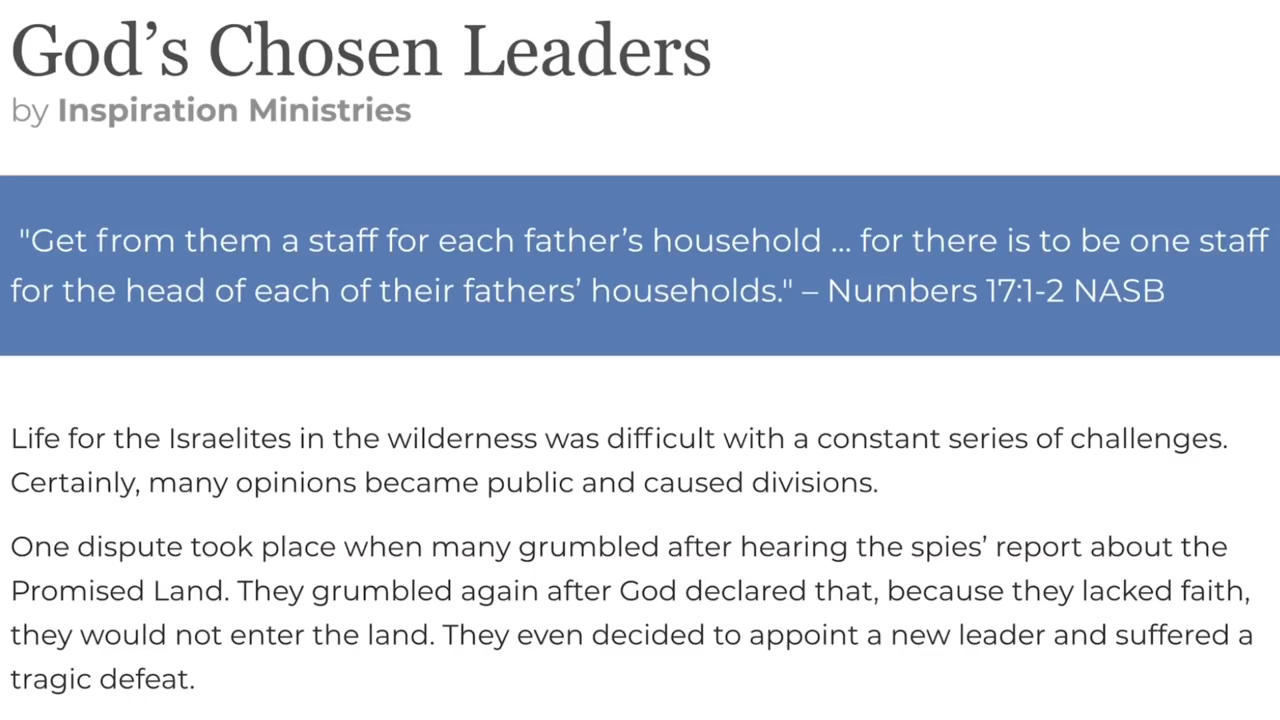 God’s Chosen Leaders
by Inspiration Ministries
"Get from them a staff for each father’s household ... for there is to be one staff
for the head of each of their fathers’ households." – Numbers 17:1-2 NASB
Life for the Israelites in the wilderness was difficult with a constant series of challenges.
Certainly, many opinions became public and caused divisions.
One dispute took place when many grumbled after hearing the spies’ report about the
Promised Land. They grumbled again after God declared that, because they lacked faith,
they would not enter the land. They even decided to appoint a new leader and suffered a
tragic defeat.